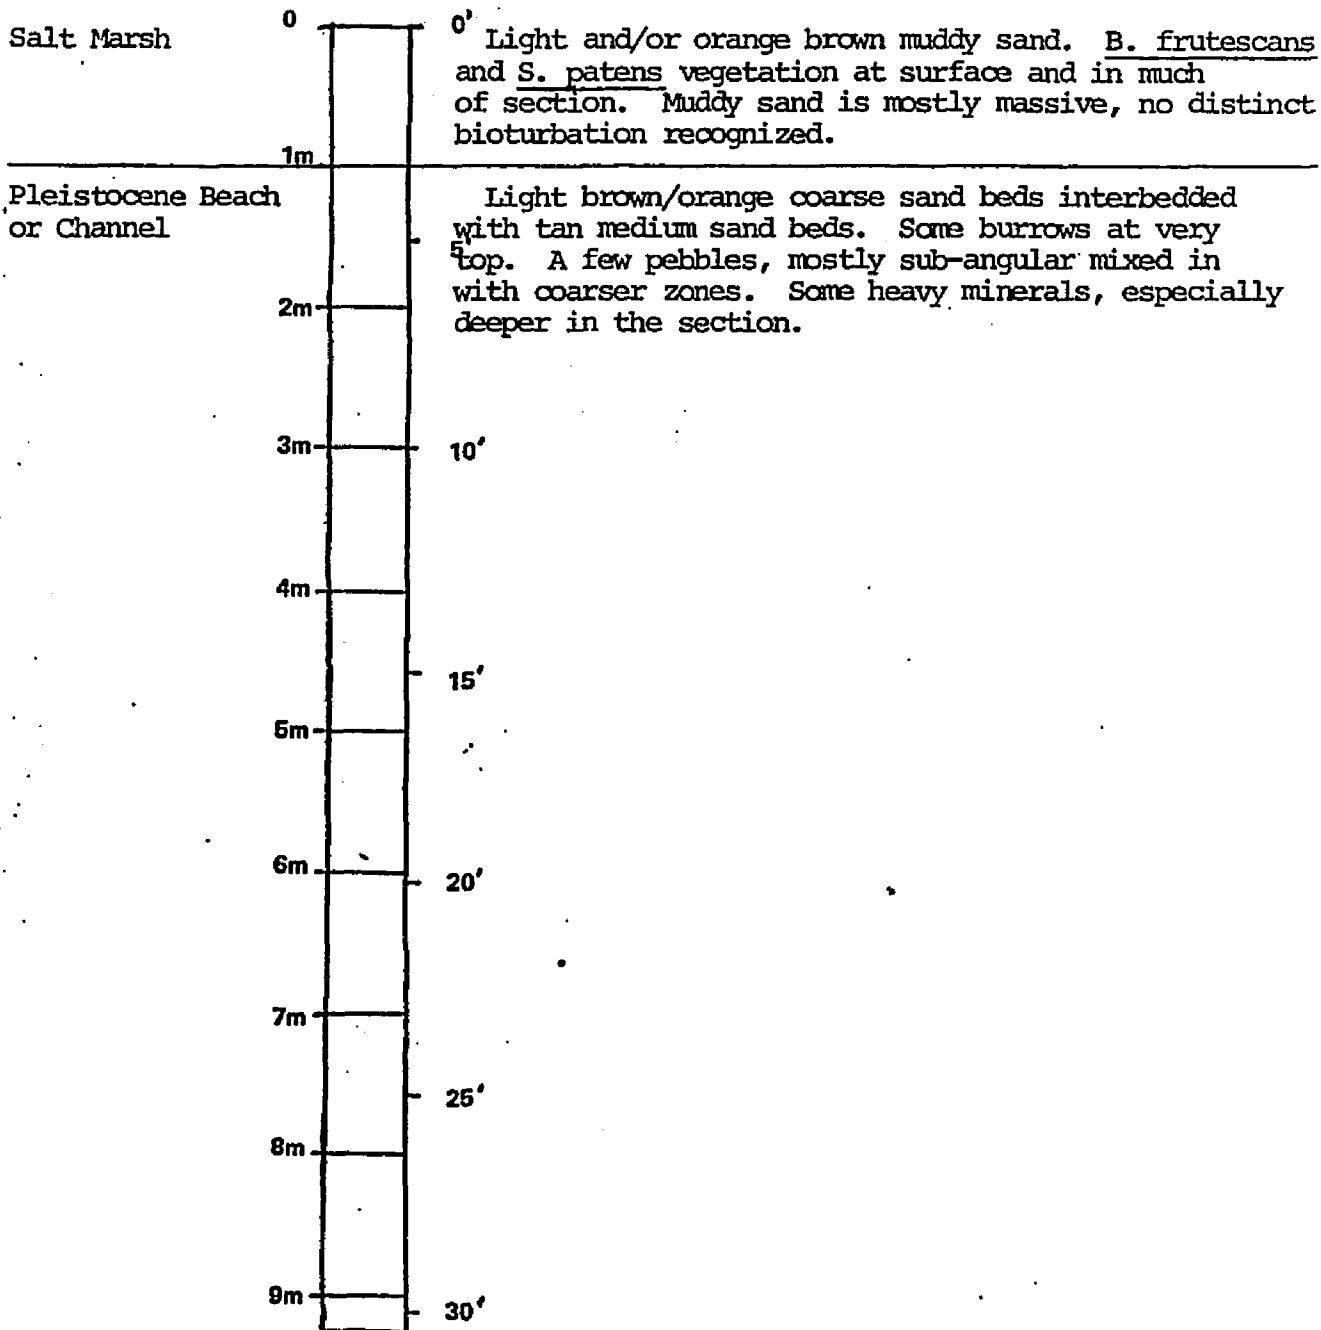 Salt Marsh
0
0'
Light and/or orange brown muddy sand. B. frutescans
and S. patens vegetation at surface and in much
of section. Muddy sand is mostly massive, no distinct
bioturbation recognized.
1m
Pleistocene Beach
or Channel
Light brown/orange coarse sand beds interbedded
with tan medium sand beds. Some burrows at very
5
top. A few pebbles, mostly sub-angular mixed in
with coarser zones. Some heavy minerals, especially
deeper in the section.
2m
3m
10'
4m
15'
5m
6m
20'
7m
25'
8m
9m
30'